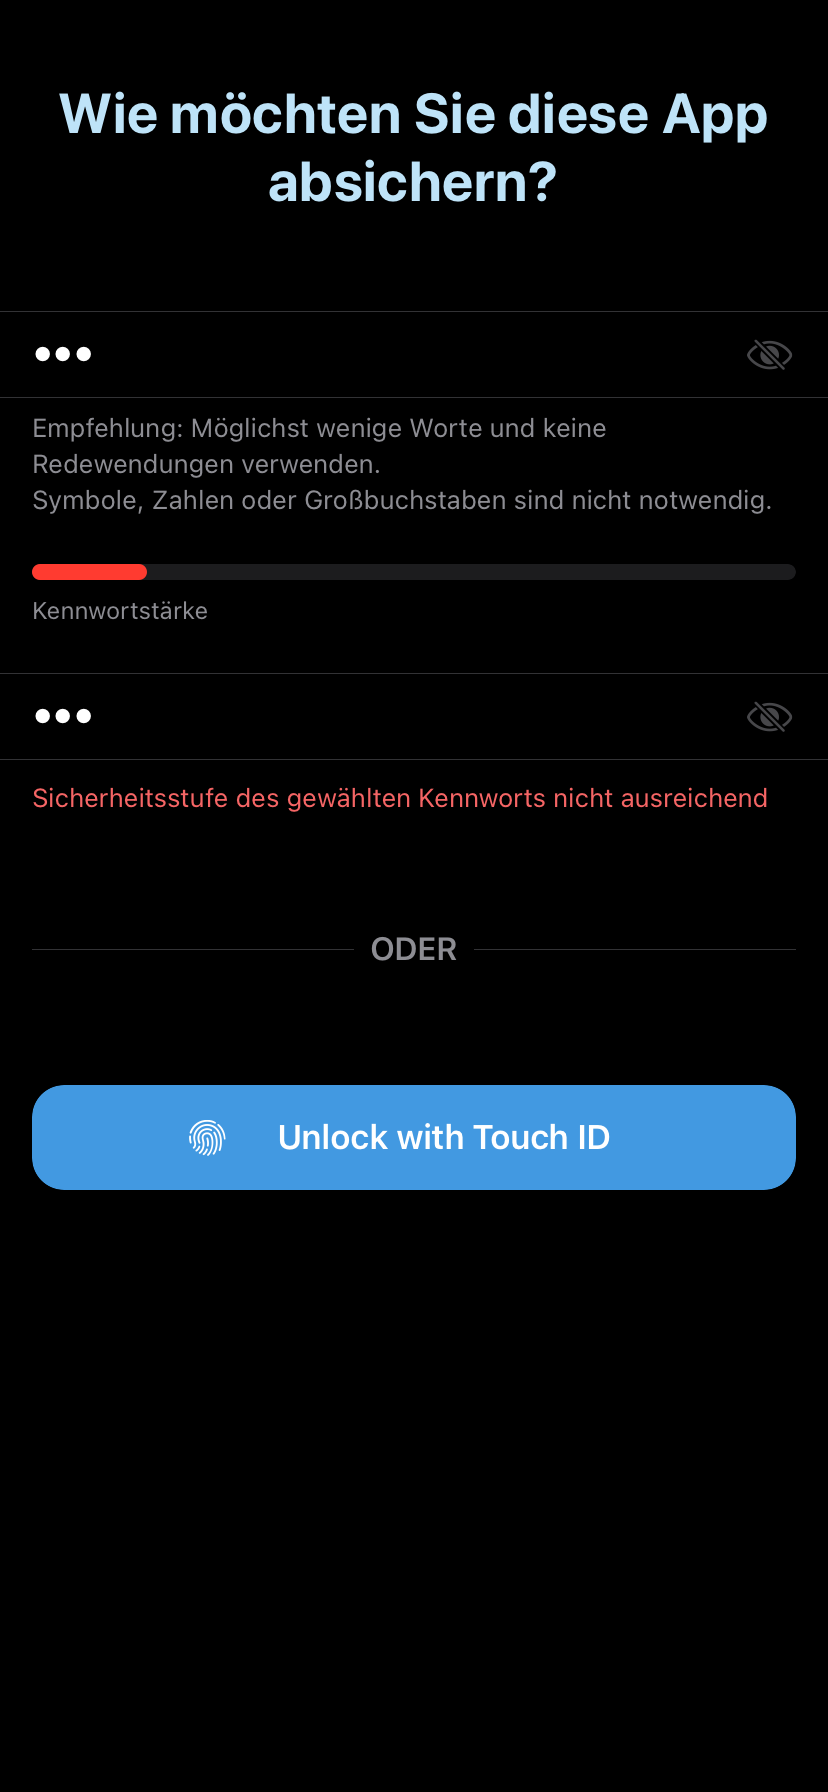 Wie möchten Sie diese App
absichern?
•••
Empfehlung: Möglichst wenige Worte und keine
Redewendungen verwenden.
Symbole, Zahlen oder Großbuchstaben sind nicht notwendig.
Kennwortstärke
•••
Sicherheitsstufe des gewählten Kennworts nicht ausreichend
ODER
Unlock with Touch ID